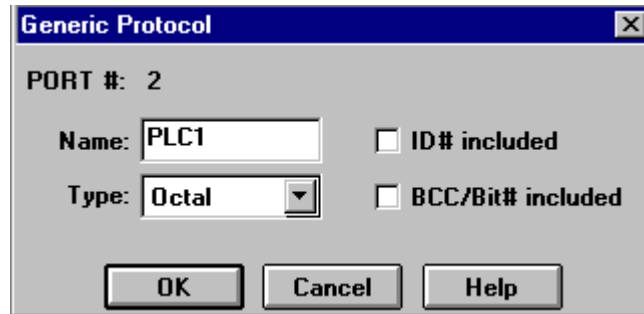 Generic Protocol
PORT #: 2
Name: PLC1
ID# included
Type: Octal
BCC/Bit# included
OK Cancel Help